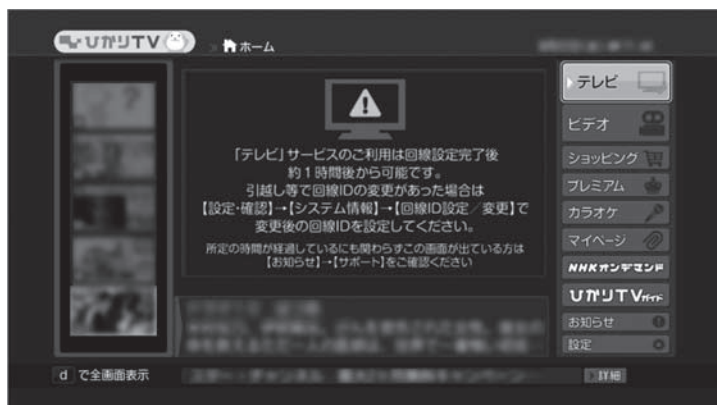 ひかりTV
ホーム
「テレビ」サービスのご利用は回線設定完了後
約1時間後から可能です。
引越し等で回線IDの変更があった場合は
【設定・確認】→【システム情報】→【回線ID設定／変更】で
変更後の回線IDを設定してください。
所定の時間が経過しているにも関わらずこの画面が出ている方は
【お知らせ】→【サポート】をご確認ください
テレビ
ビデオ
ショッピング
プレミアム
カラオケ
マイページ
NHKオンデマンド
ひかりTVガイド
お知らせ
設定
d で全画面表示
詳細